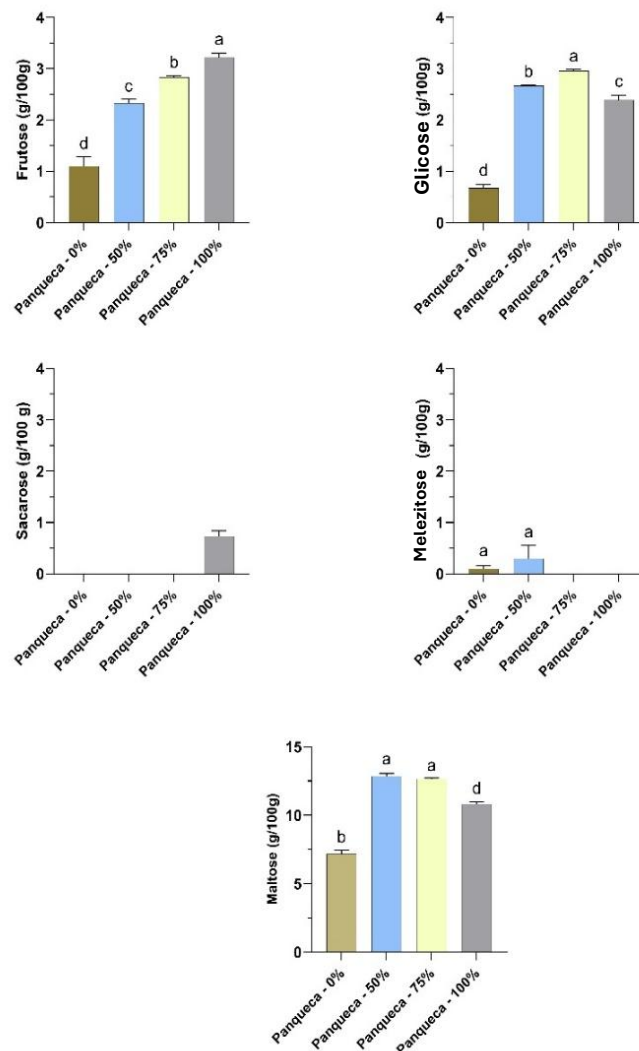 Frutose (g/100g)
4
3
2
1
0
d
c
b
a
Panqueca - 0%
Panqueca - 50%
Panqueca - 75%
Panqueca - 100%
Glicose (g/100g)
4
3
2
1
0
d
b
a
c
Panqueca - 0%
Panqueca - 50%
Panqueca - 75%
Panqueca - 100%
Sacarose (g/100 g)
4
3
2
1
0
Panqueca - 0%
Panqueca - 50%
Panqueca - 75%
Panqueca - 100%
Melezitose (g/100g)
4
3
2
1
0
a
a
Panqueca - 0%
Panqueca - 50%
Panqueca - 75%
Panqueca - 100%
Maltose (g/100g)
15
10
5
0
b
a
a
d
Panqueca - 0%
Panqueca - 50%
Panqueca - 75%
Panqueca - 100%